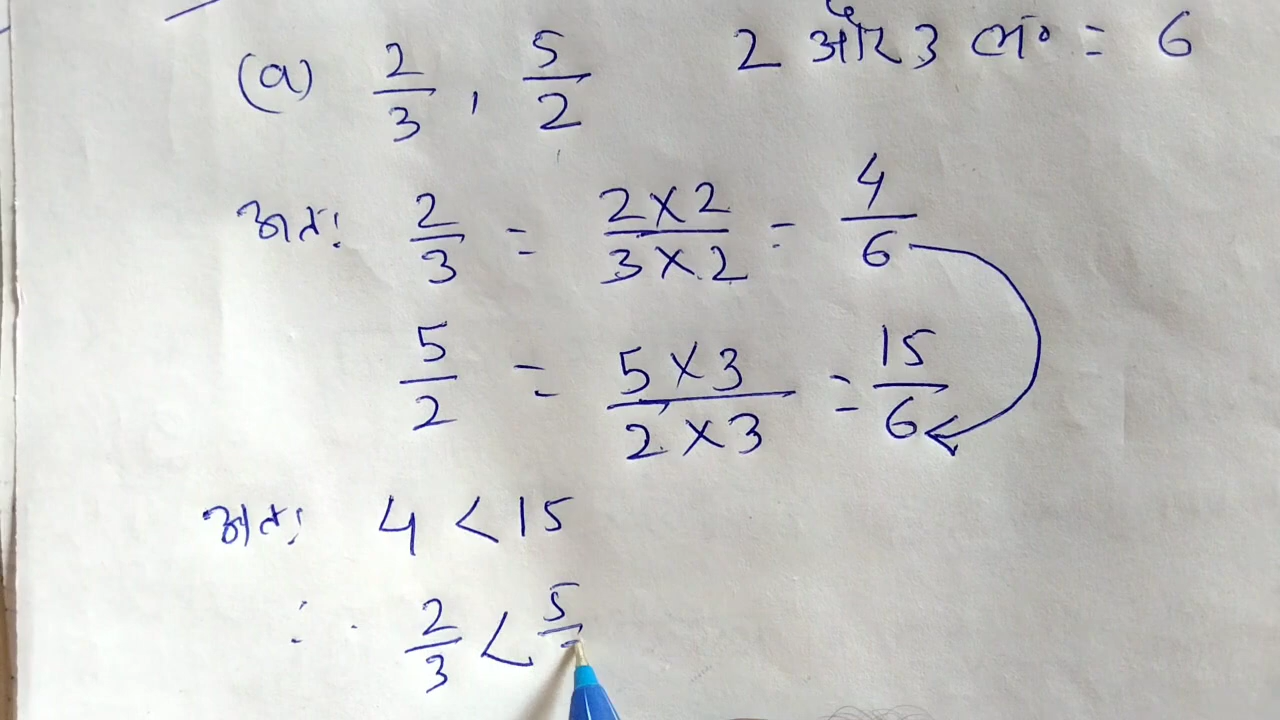 (a) 2/3 , 5/2 2 और 3 ल० = 6
अतः 2/3 = 2×2/3×2 = 4/6
5/2 = 5×3/2×3 = 15/6
अतः 4 < 15
∴ 2/3 < 5/